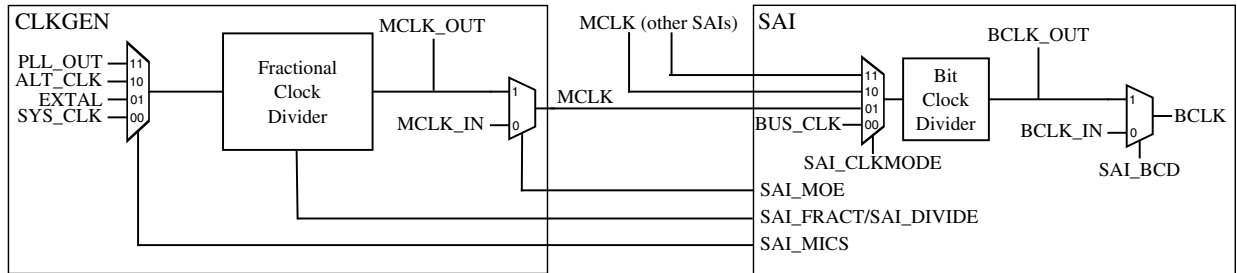 CLKGEN
PLL_OUT
ALT_CLK
EXTAL
SYS_CLK
11
10
01
00
Fractional
Clock
Divider
MCLK_OUT
MCLK_IN
1
0
MCLK
MCLK (other SAIs)
SAI
11
10
01
00
BUS_CLK
SAI_CLKMODE
Bit
Clock
Divider
BCLK_OUT
BCLK_IN
1
0
BCLK
SAI_BCD
SAI_MOE
SAI_FRACT/SAI_DIVIDE
SAI_MICS